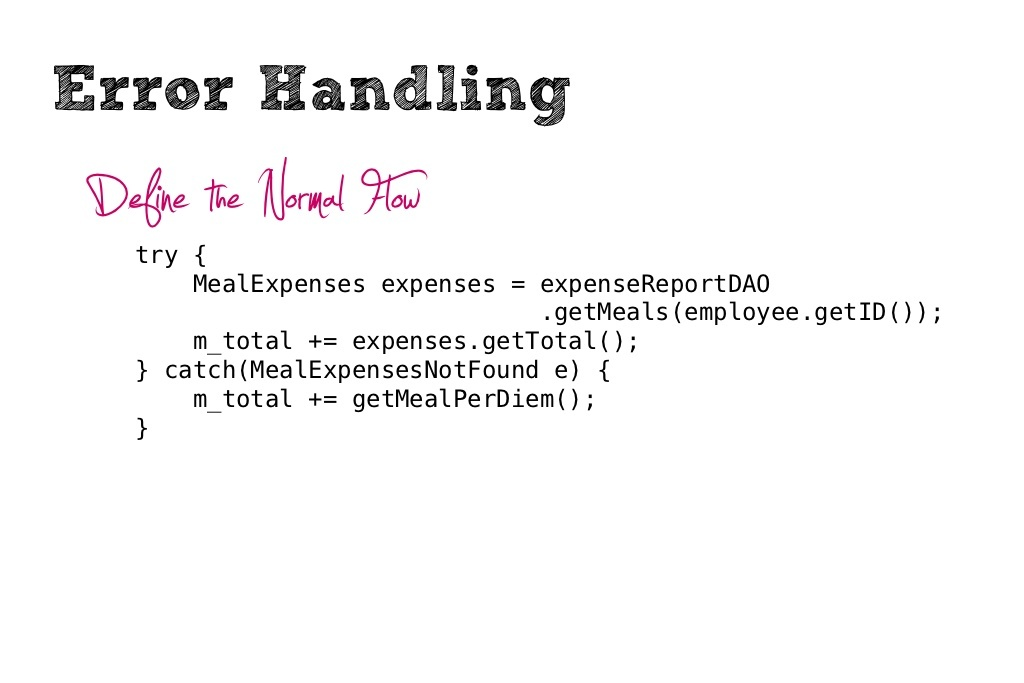 Error Handling
Define the Normal Flow
try {
    MealExpenses expenses = expenseReportDAO
                            .getMeals(employee.getID());
    m_total += expenses.getTotal();
} catch(MealExpensesNotFound e) {
    m_total += getMealPerDiem();
}